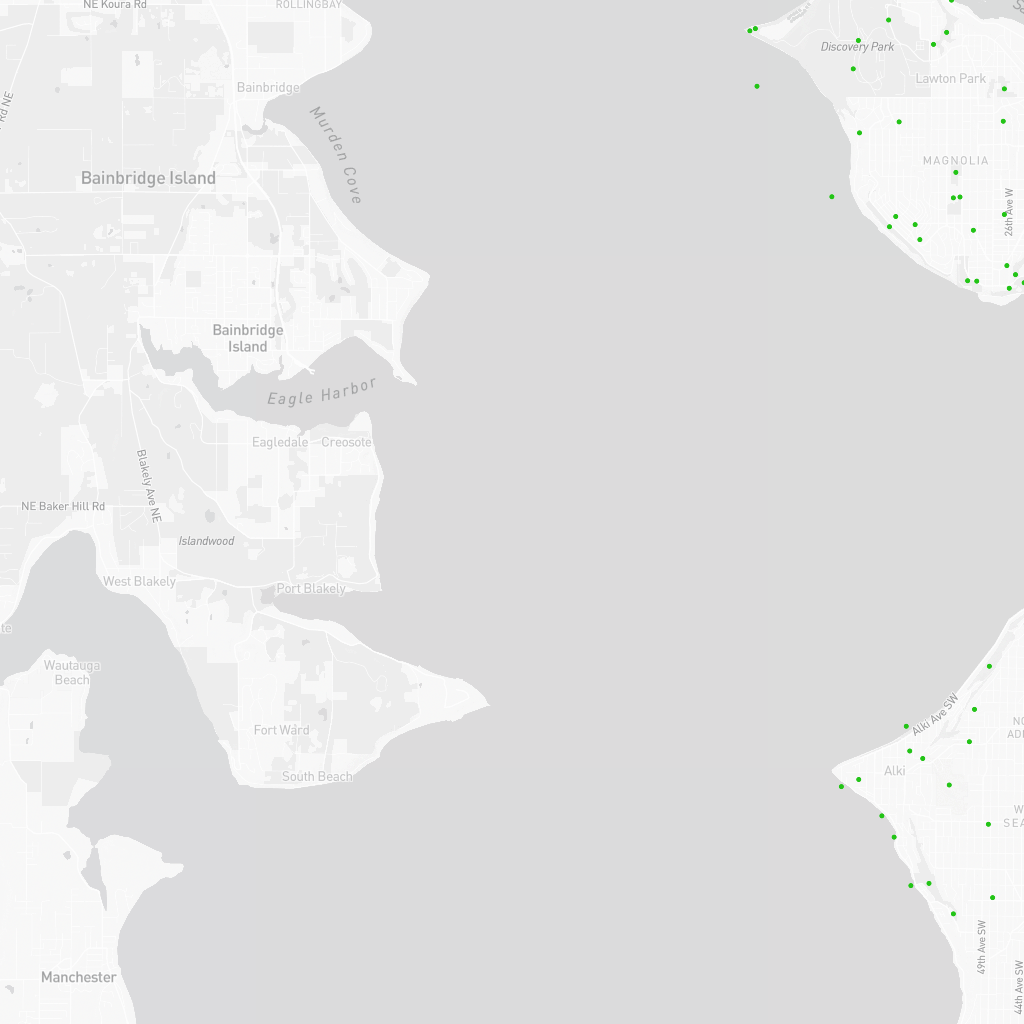 NE Koura Rd
ROLLINGBAY
Discovery Park
Lawton Park
Bainbridge
Rd NE
Murden Cove
MAGNOLIA
Bainbridge Island
26th Ave W
Bainbridge
Island
Eagle Harbor
Eagledale
Creosote
Blakely Ave NE
NE Baker Hill Rd
Islandwood
West Blakely
Port Blakely
Wautauga
Beach
Fort Ward
Alki Ave SW
South Beach
Alki
49th Ave SW
Manchester
44th Ave SW